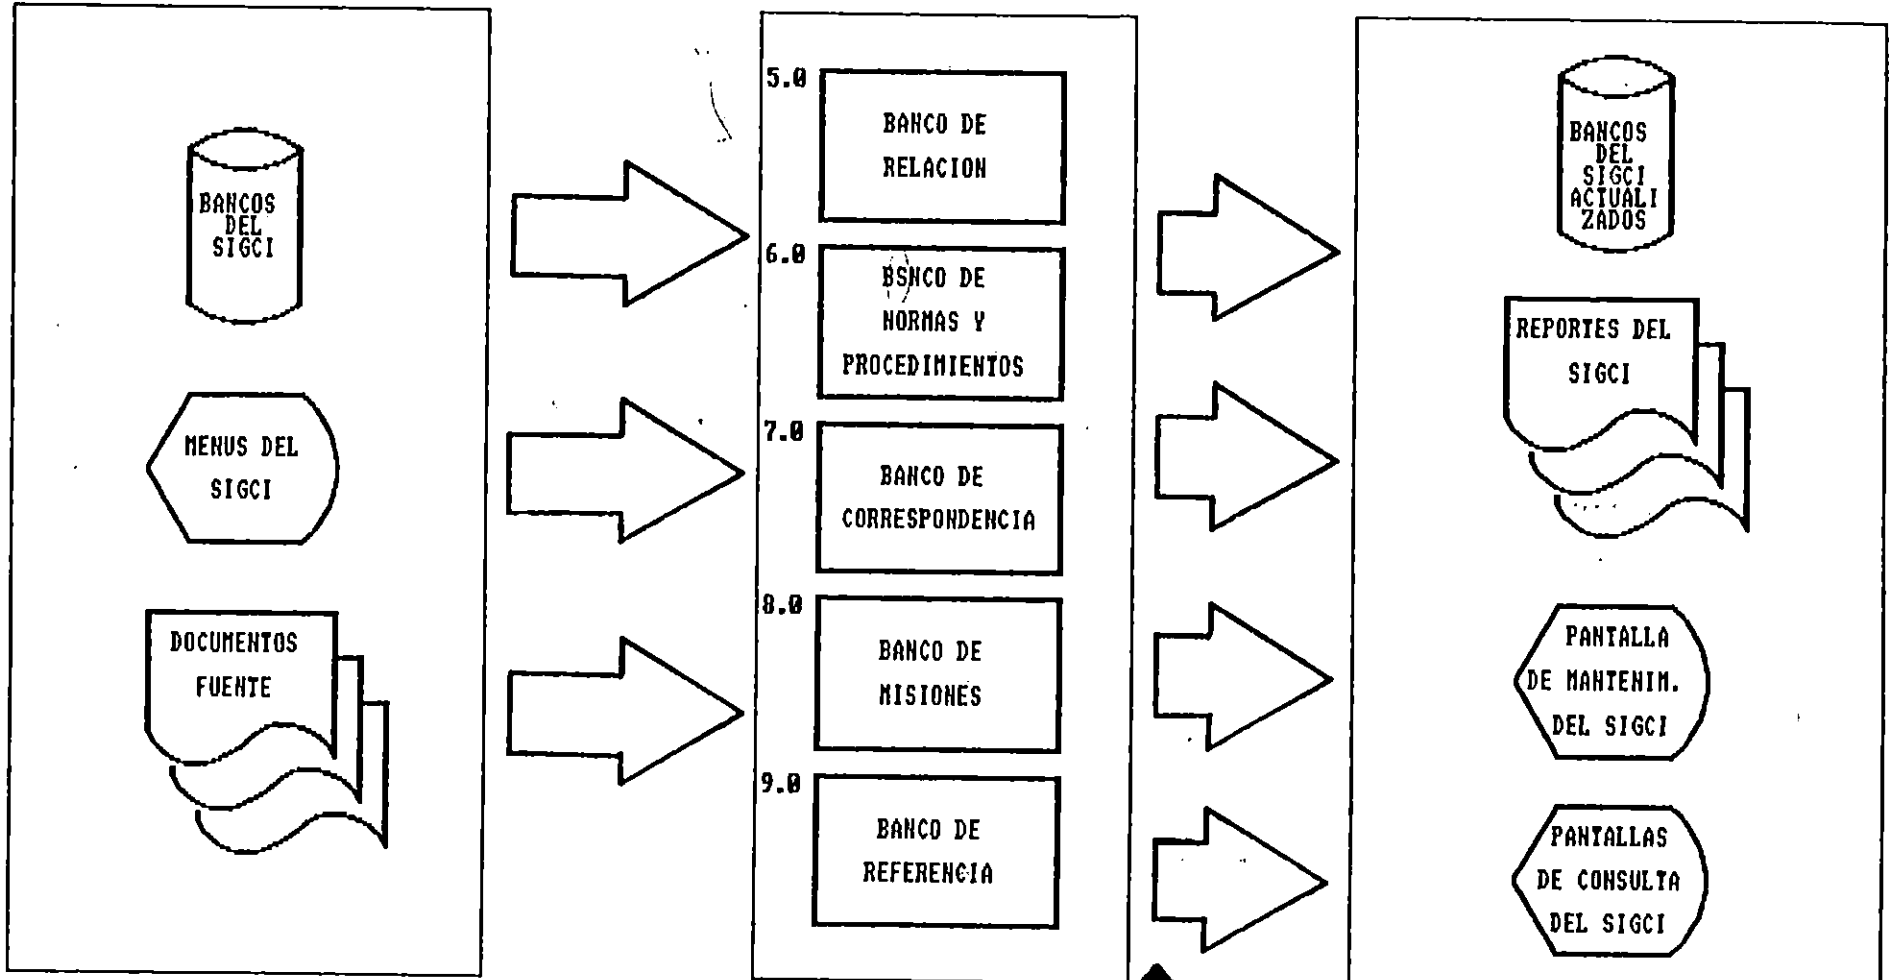 BANCOS
DEL
SIGCI
MENUS DEL
SIGCI
DOCUMENTOS
FUENTE
5.0
BANCO DE
RELACION
6.0
BSNCO DE
NORMAS Y
PROCEDIMIENTOS
7.0
BANCO DE
CORRESPONDENCIA
8.0
BANCO DE
MISIONES
9.0
BANCO DE
REFERENCIA
BANCOS
DEL
SIGCI
ACTUALI
ZADOS
REPORTES DEL
SIGCI
PANTALLA
DE MANTENIM.
DEL SIGCI
PANTALLAS
DE CONSULTA
DEL SIGCI